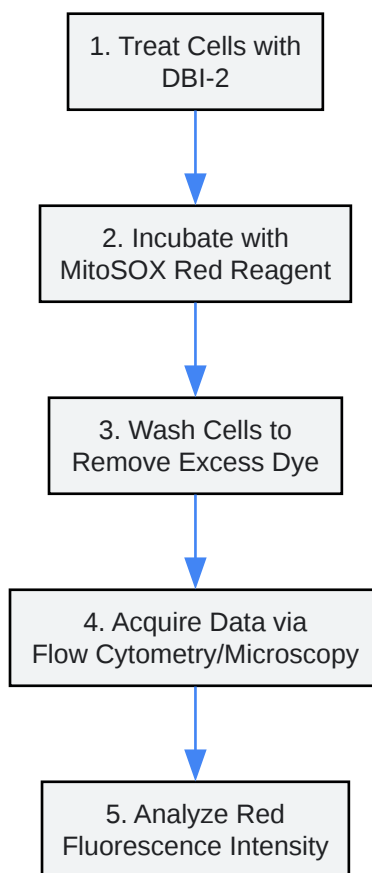 1. Treat Cells with
DBI-2
2. Incubate with
MitoSOX Red Reagent
3. Wash Cells to
Remove Excess Dye
4. Acquire Data via
Flow Cytometry/Microscopy
5. Analyze Red
Fluorescence Intensity